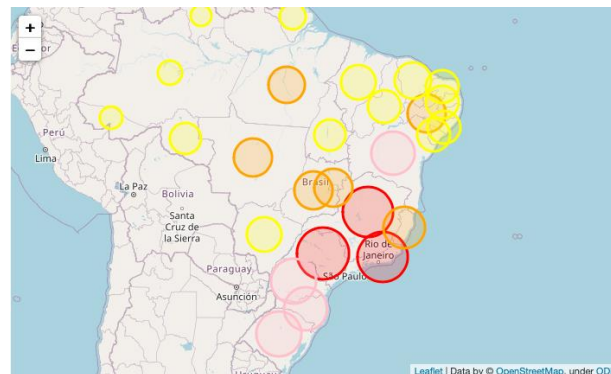 +
−
Perú
Lima
La Paz
Bolivia
Santa
Cruz de
la Sierra
Brasil
Rio de
Janeiro
São Paulo
Paraguay
Asunción
Leaflet | Data by © OpenStreetMap, under OD